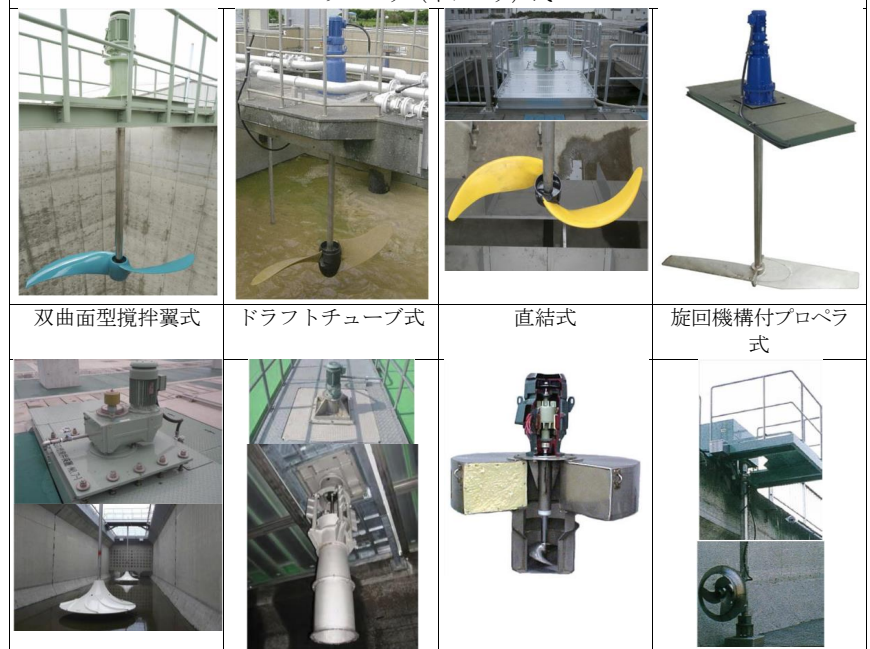 双曲面型撹拌翼式
ドラフトチューブ式
直結式
旋回機構付プロペラ
式